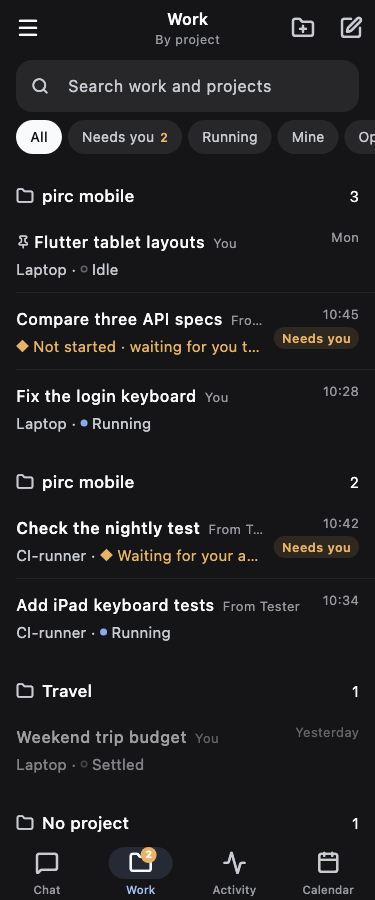 Work
By project
Search work and projects
All Needs you 2 Running Mine Op
pirc mobile 3
Flutter tablet layouts You Mon
Laptop · Idle
Compare three API specs Fro... 10:45
Not started · waiting for you t... Needs you
Fix the login keyboard You 10:28
Laptop · Running
pirc mobile 2
Check the nightly test From T... 10:42
CI-runner · Waiting for your a... Needs you
Add iPad keyboard tests From Tester 10:34
CI-runner · Running
Travel 1
Weekend trip budget You Yesterday
Laptop · Settled
No project 1
2
Chat Work Activity Calendar